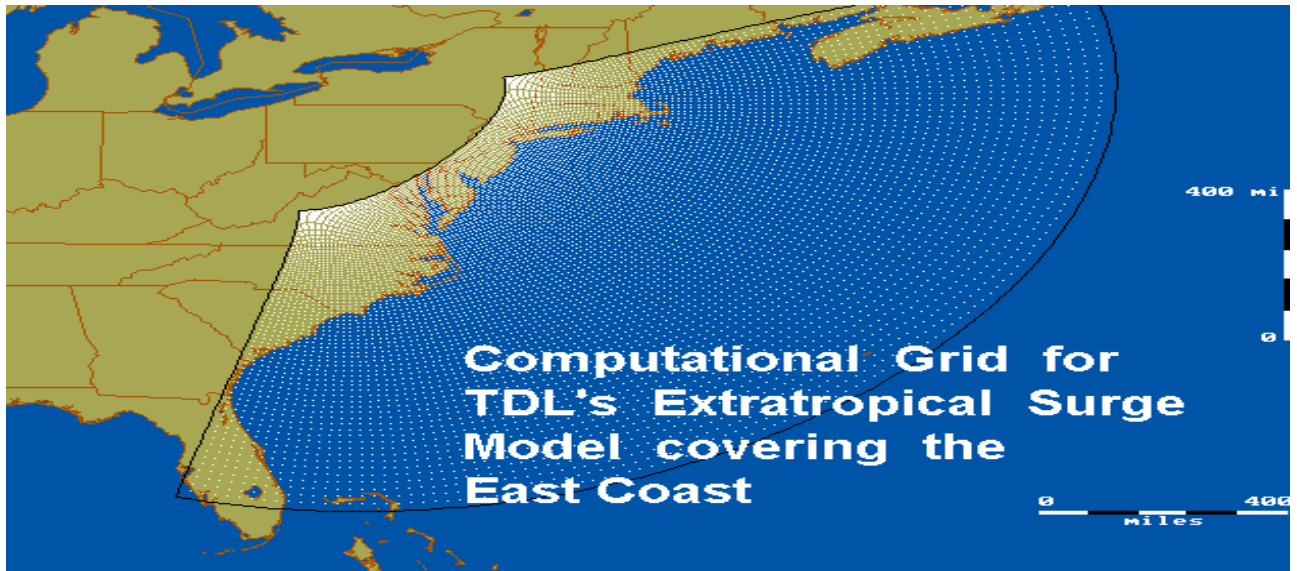 400 mi
0
Computational Grid for
TDL's Extratropical Surge
Model covering the
East Coast
0 400
miles